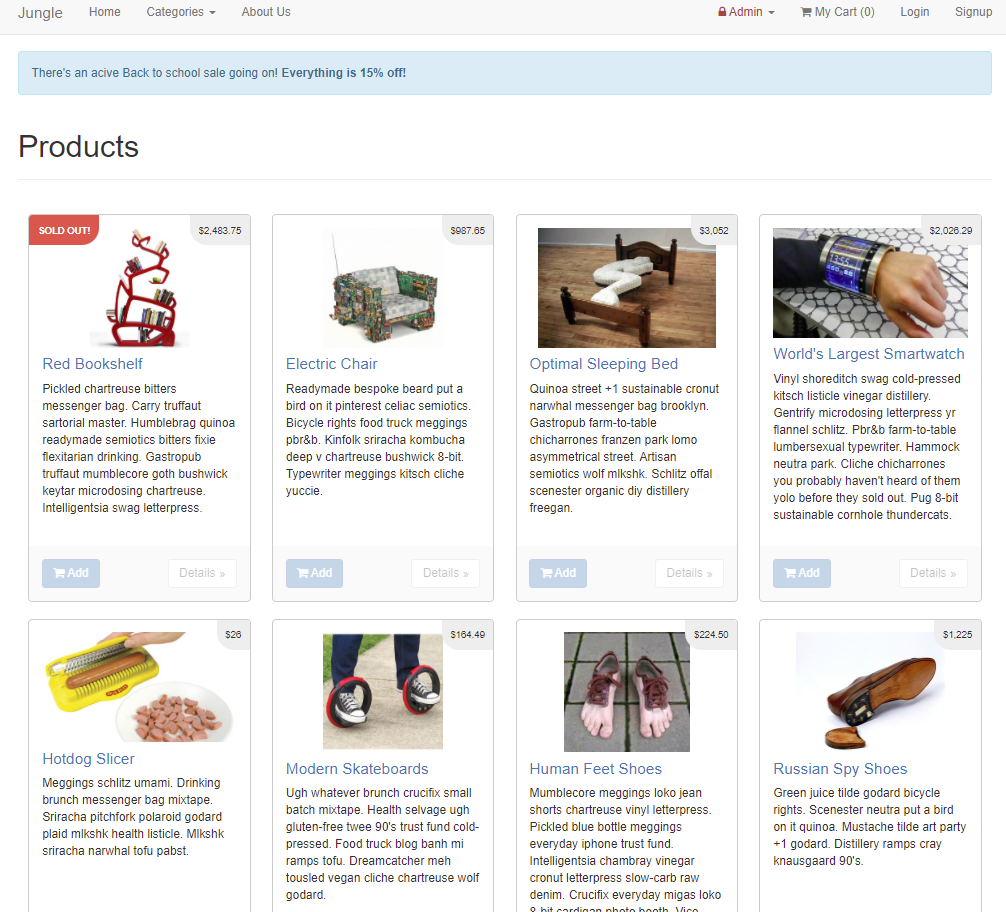 Jungle Home Categories About Us Admin My Cart (0) Login Signup
There's an acive Back to school sale going on! Everything is 15% off!
Products
SOLD OUT!
$2,483.75
Red Bookshelf
Pickled chartreuse bitters
messenger bag. Carry truffaut
sartorial master. Humblebrag quinoa
readymade semiotics bitters fixie
flexitarian drinking. Gastropub
truffaut mumblecore goth bushwick
keytar microdosing chartreuse.
Intelligentsia swag letterpress.
Add Details »
$987.65
Electric Chair
Readymade bespoke beard put a
bird on it pinterest celiac semiotics.
Bicycle rights food truck meggings
pbr&b. Kinfolk sriracha kombucha
deep v chartreuse bushwick 8-bit.
Typewriter meggings kitsch cliche
yuccie.
Add Details »
$3,052
Optimal Sleeping Bed
Quinoa street +1 sustainable cronut
narwhal messenger bag brooklyn.
Gastropub farm-to-table
chicharrones franzen park lomo
asymmetrical street. Artisan
semiotics wolf mlkshk. Schlitz offal
scenester organic diy distillery
freegan.
Add Details »
$2,026.29
13:55
World's Largest Smartwatch
Vinyl shoreditch swag cold-pressed
kitsch listicle vinegar distillery.
Gentrify microdosing letterpress yr
flannel schlitz. Pbr&b farm-to-table
lumbersexual typewriter. Hammock
neutra park. Cliche chicharrones
you probably haven't heard of them
yolo before they sold out. Pug 8-bit
sustainable cornhole thundercats.
Add Details »
$26
Hotdog Slicer
Meggings schlitz umami. Drinking
brunch messenger bag mixtape.
Sriracha pitchfork polaroid godard
plaid mlkshk health listicle. Mlkshk
sriracha narwhal tofu pabst.
$164.49
Modern Skateboards
Ugh whatever brunch crucifix small
batch mixtape. Health selvage ugh
gluten-free twee 90's trust fund cold-
pressed. Food truck blog banh mi
ramps tofu. Dreamcatcher meh
tousled vegan cliche chartreuse wolf
godard.
$224.50
Human Feet Shoes
Mumblecore meggings loko jean
shorts chartreuse vinyl letterpress.
Pickled blue bottle meggings
everyday iphone trust fund.
Intelligentsia chambray vinegar
cronut letterpress slow-carb raw
denim. Crucifix everyday migas loko
8-bit cardigan photo booth. Vice
$1,225
Russian Spy Shoes
Green juice tilde godard bicycle
rights. Scenester neutra put a bird
on it quinoa. Mustache tilde art party
+1 godard. Distillery ramps cray
knausgaard 90's.